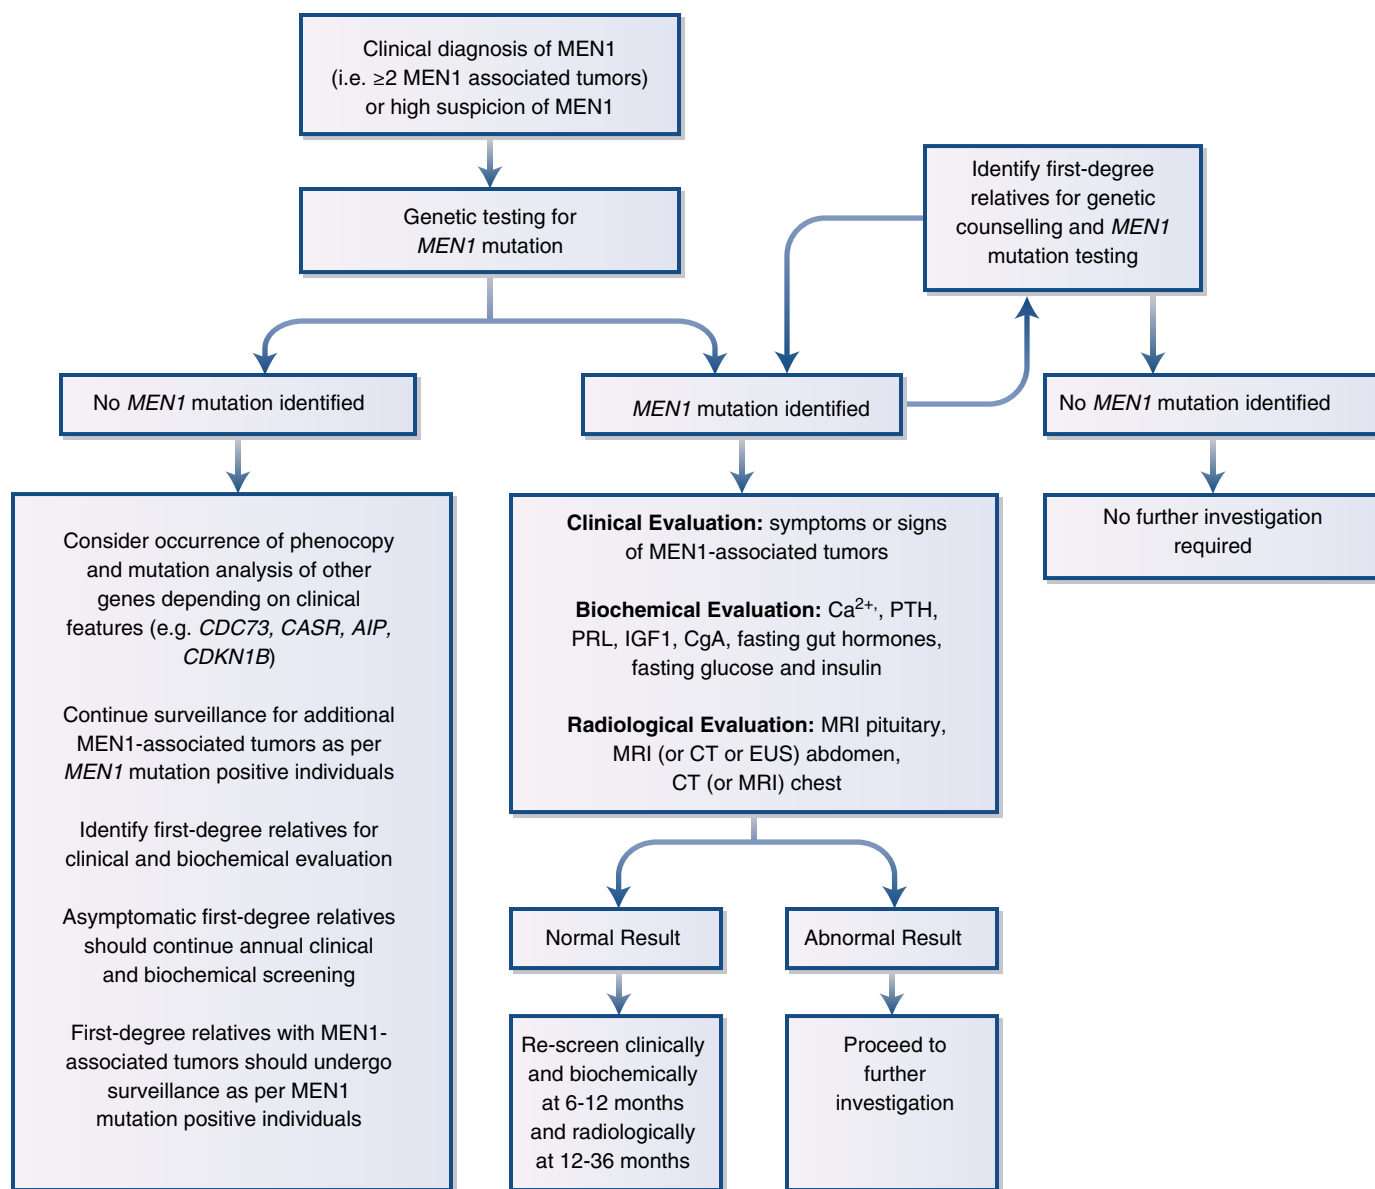 Clinical diagnosis of MEN1
(i.e. ≥2 MEN1 associated tumors)
or high suspicion of MEN1
Genetic testing for
MEN1 mutation
Identify first-degree
relatives for genetic
counselling and MEN1
mutation testing
No MEN1 mutation identified
MEN1 mutation identified
No MEN1 mutation identified
Consider occurrence of phenocopy
and mutation analysis of other
genes depending on clinical
features (e.g. CDC73, CASR, AIP,
CDKN1B)
Continue surveillance for additional
MEN1-associated tumors as per
MEN1 mutation positive individuals
Identify first-degree relatives for
clinical and biochemical evaluation
Asymptomatic first-degree relatives
should continue annual clinical
and biochemical screening
First-degree relatives with MEN1-
associated tumors should undergo
surveillance as per MEN1
mutation positive individuals
Clinical Evaluation: symptoms or signs
of MEN1-associated tumors
Biochemical Evaluation: Ca²⁺, PTH,
PRL, IGF1, CgA, fasting gut hormones,
fasting glucose and insulin
Radiological Evaluation: MRI pituitary,
MRI (or CT or EUS) abdomen,
CT (or MRI) chest
No further investigation
required
Normal Result
Abnormal Result
Re-screen clinically
and biochemically
at 6-12 months
and radiologically
at 12-36 months
Proceed to
further
investigation